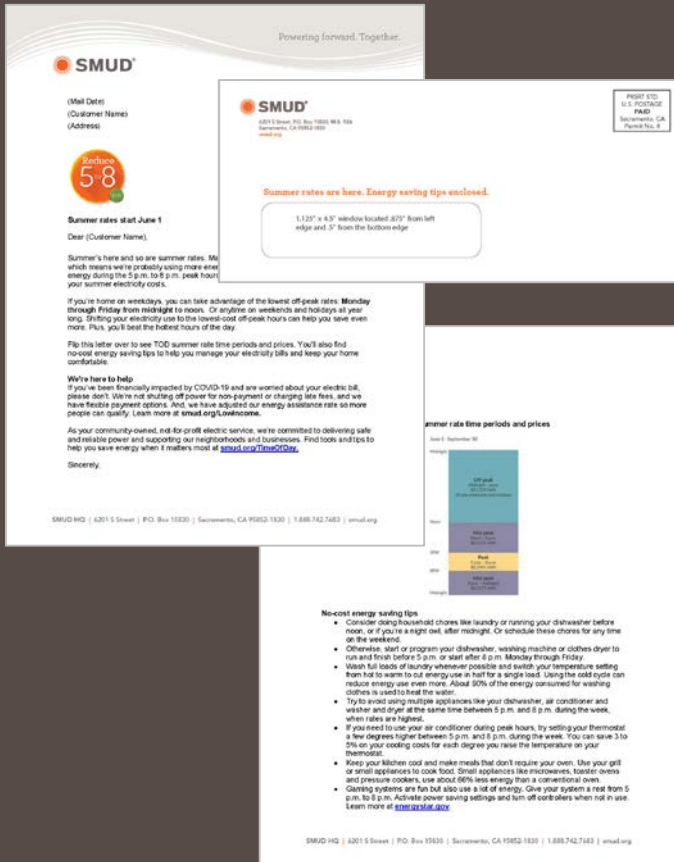 Powering forward. Together.
SMUD®
(Mail Date)
(Customer Name)
(Address)
Reduce
5 to 8
Summer rates start June 1
Dear (Customer Name),
Summer's here and so are summer rates. Ma
which means we're probably using more ener
energy during the 5 p.m. to 8 p.m. peak hour
your summer electricity costs.
If you're home on weekdays, you can take advantage of the lowest off-peak rates: Monday
through Friday from midnight to noon. Or anytime on weekends and holidays all year
long. Shifting your electricity use to the lowest-cost off-peak hours can help you save even
more. Plus, you'll beat the hottest hours of the day.
Flip this letter over to see TOD summer rate time periods and prices. You'll also find
no-cost energy saving tips to help you manage your electricity bills and keep your home
comfortable.
We're here to help
If you've been financially impacted by COVID-19 and are worried about your electric bill,
please don't. We're not shutting off power for non-payment or charging late fees, and we
have flexible payment options. And, we have adjusted our energy assistance rate so more
people can qualify. Learn more at smud.org/Lowincome.
As your community-owned, not-for-profit electric service, we're committed to delivering safe
and reliable power and supporting our neighborhoods and businesses. Find tools and tips to
help you save energy when it matters most at smud.org/TimeOfDay.
Sincerely,
SMUD HQ | 6201 S Street | P.O. Box 15830 | Sacramento, CA 95852-1830 | 1.888.742.7683 | smud.org
SMUD®
6201 S Street, P.O. Box 15830, M.S.
Sacramento, CA 95852-1830
smud.org
PRSRT STD
U.S. POSTAGE
PAID
Sacramento, CA
Permit No.
Summer rates are here. Energy saving tips enclosed.
1.125" x 4.5" window located .875" from left
edge and .5" from the bottom edge
ummer rate time periods and prices
June 1 - September 30
Midnight
Off-peak
Noon
Mid-peak
5PM
Peak
8PM
Mid-peak
Midnight
No-cost energy saving tips
• Consider doing household chores like laundry or running your dishwasher before
noon, or if you're a night owl, after midnight. Or schedule these chores for any time
on the weekend.
• Otherwise, start or program your dishwasher, washing machine or clothes dryer to
run and finish before 5 p.m. or start after 8 p.m. Monday through Friday.
• Wash full loads of laundry whenever possible and switch your temperature setting
from hot to warm to cut energy use in half for a single load. Using the cold cycle can
reduce energy use even more. About 90% of the energy consumed for washing
clothes is used to heat the water.
• Try to avoid using multiple appliances like your dishwasher, air conditioner and
washer and dryer at the same time between 5 p.m. and 8 p.m. during the week,
when rates are highest.
• If you need to use your air conditioner during peak hours, try setting your thermostat
a few degrees higher between 5 p.m. and 8 p.m. during the week. You can save 3 to
5% on your cooling costs for each degree you raise the temperature on your
thermostat.
• Keep your kitchen cool and make meals that don't require your oven. Use your grill
or small appliances to cook food. Small appliances like microwaves, toaster ovens
and pressure cookers, use about 66% less energy than a conventional oven.
• Gaming systems are fun but also use a lot of energy. Give your system a rest from 5
p.m. to 8 p.m. Activate power saving settings and turn off controllers when not in use.
Learn more at energystar.gov.
SMUD HQ | 6201 S Street | P.O. Box 15830 | Sacramento, CA 95852-1830 | 1.888.742.7683 | smud.org